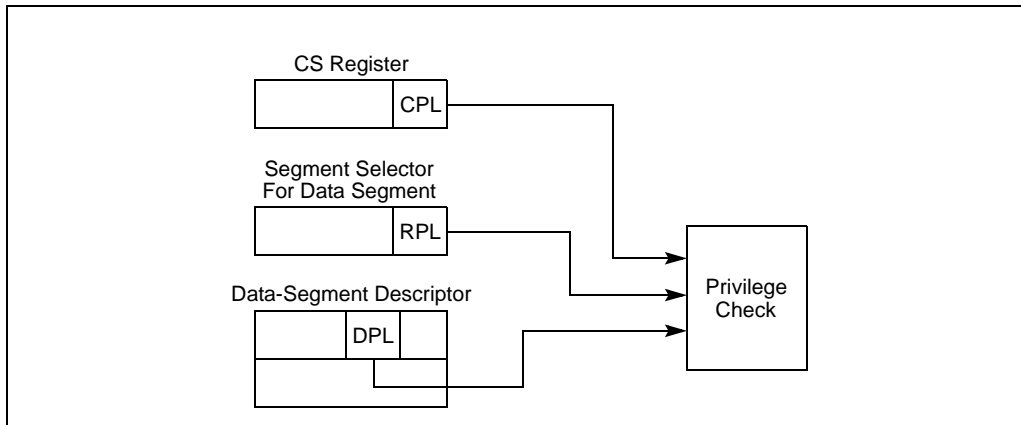 CS Register
CPL
Segment Selector
For Data Segment
RPL
Data-Segment Descriptor
DPL
Privilege
Check